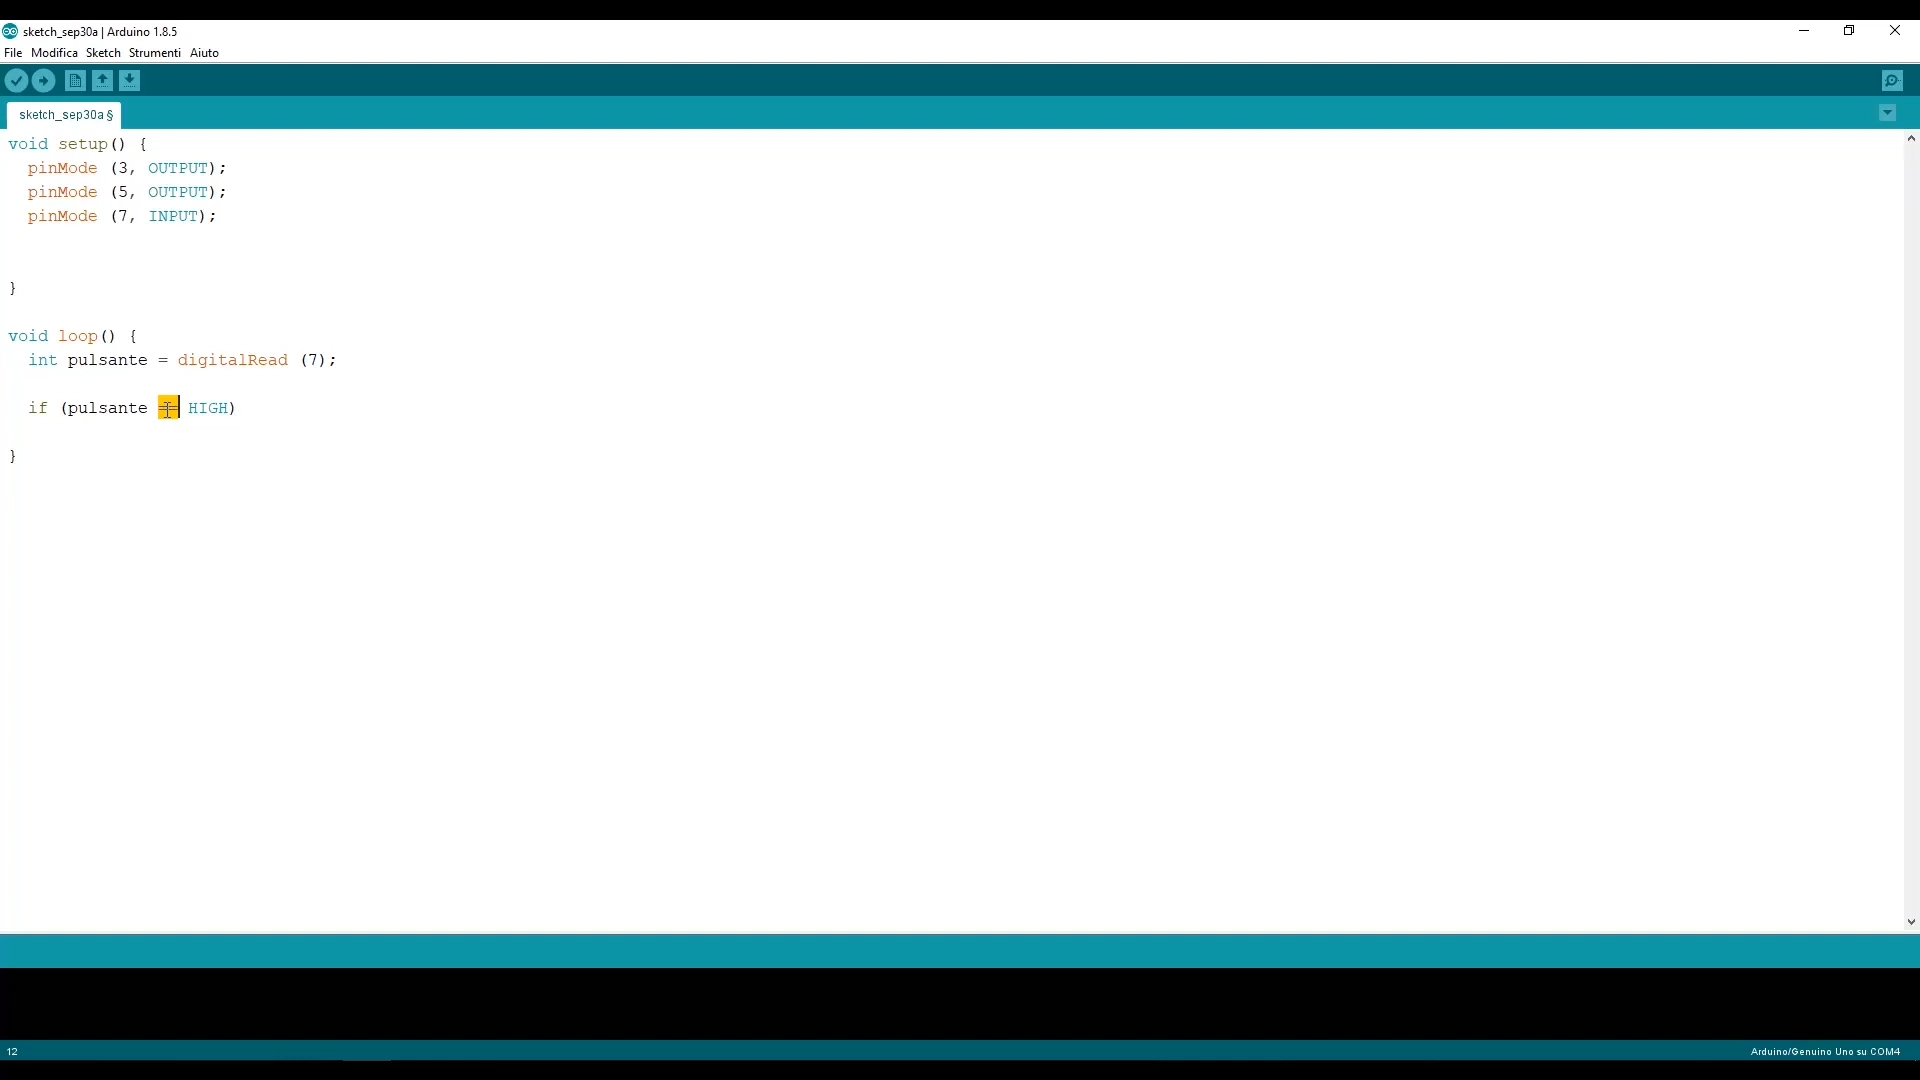 sketch_sep30a | Arduino 1.8.5
File Modifica Sketch Strumenti Aiuto
sketch_sep30a §
void setup() {
  pinMode (3, OUTPUT);
  pinMode (5, OUTPUT);
  pinMode (7, INPUT);
}
void loop() {
  int pulsante = digitalRead (7);
  if (pulsante == HIGH)
}
12
Arduino/Genuino Uno su COM4